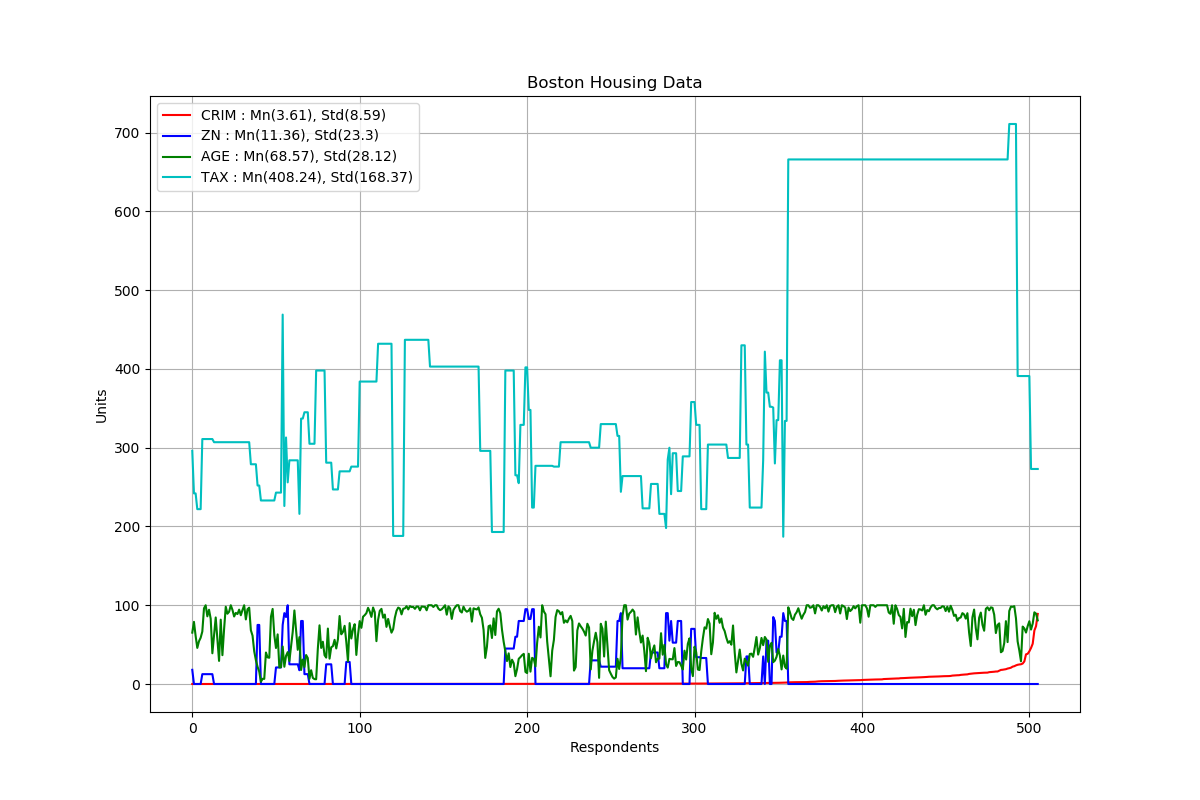 Boston Housing Data
CRIM : Mn(3.61), Std(8.59)
ZN : Mn(11.36), Std(23.3)
AGE : Mn(68.57), Std(28.12)
TAX : Mn(408.24), Std(168.37)
700
600
500
400
300
200
100
0
Units
0 100 200 300 400 500
Respondents